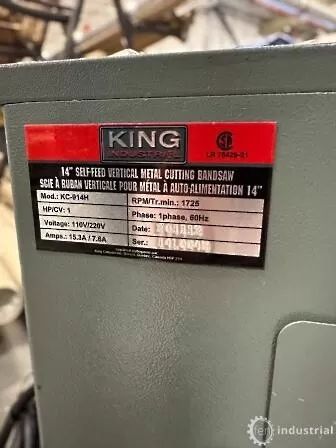 KING
INDUSTRIAL
LR 76429-21
14" SELF-FEED VERTICAL METAL CUTTING BANDSAW
SCIE À RUBAN VERTICALE POUR MÉTAL À AUTO-ALIMENTATION 14"
Mod.: KC-914H
RPM/Tr.min.: 1725
HP/CV: 1
Phase: 1phase, 60Hz
Voltage: 110V/220V
Date:
Amps.: 15.3A / 7.6A
Ser.:
industrial